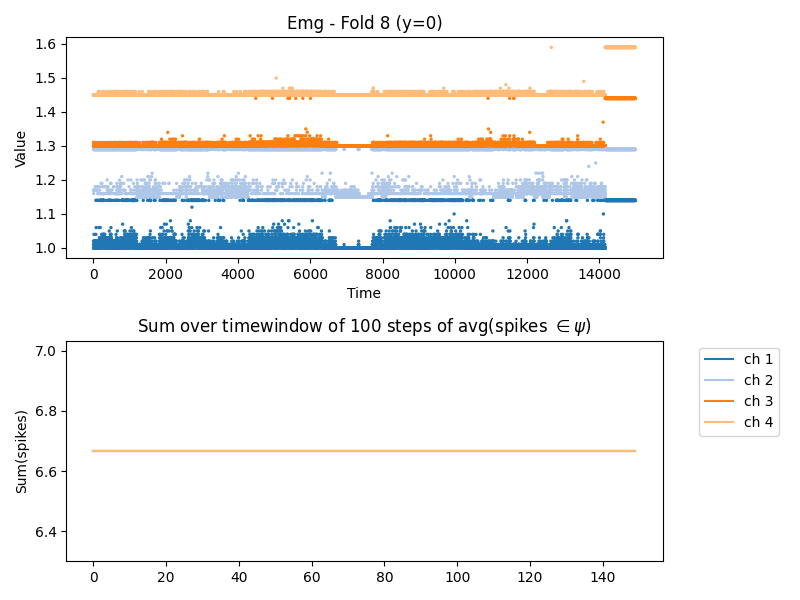 Emg - Fold 8 (y=0)
Value
1.6
1.5
1.4
1.3
1.2
1.1
1.0
0 2000 4000 6000 8000 10000 12000 14000
Time
Sum over timewindow of 100 steps of avg(spikes ∈ ψ)
Sum(spikes)
7.0
6.8
6.6
6.4
0 20 40 60 80 100 120 140
ch 1
ch 2
ch 3
ch 4